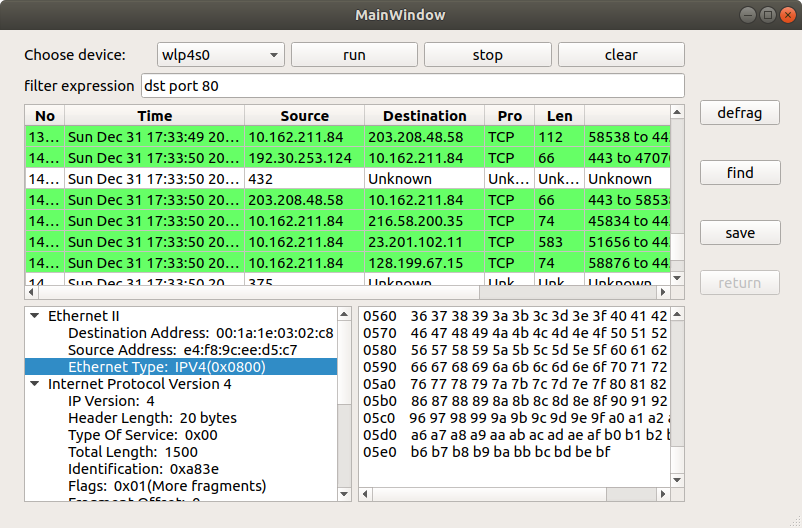 MainWindow
Choose device: wlp4s0 run stop clear
filter expression dst port 80
No Time Source Destination Pro Len
13... Sun Dec 31 17:33:49 20... 10.162.211.84 203.208.48.58 TCP 112 58538 to 44
14... Sun Dec 31 17:33:50 20... 192.30.253.124 10.162.211.84 TCP 66 443 to 4707
14... Sun Dec 31 17:33:50 20... 432 Unknown Unk... Unk... Unknown
14... Sun Dec 31 17:33:50 20... 203.208.48.58 10.162.211.84 TCP 66 443 to 5853
14... Sun Dec 31 17:33:50 20... 10.162.211.84 216.58.200.35 TCP 74 45834 to 44
14... Sun Dec 31 17:33:50 20... 10.162.211.84 23.201.102.11 TCP 583 51656 to 44
14... Sun Dec 31 17:33:50 20... 10.162.211.84 128.199.67.15 TCP 74 58876 to 44
14... Sun Dec 31 17:33:50 20... 375 Unknown Unk... Unk... Unknown
defrag
find
save
return
Ethernet II
Destination Address: 00:1a:1e:03:02:c8
Source Address: e4:f8:9c:ee:d5:c7
Ethernet Type: IPV4(0x0800)
Internet Protocol Version 4
IP Version: 4
Header Length: 20 bytes
Type Of Service: 0x00
Total Length: 1500
Identification: 0xa83e
Flags: 0x01(More fragments)
Fragment Offset: 0
0560 36 37 38 39 3a 3b 3c 3d 3e 3f 40 41 42
0570 46 47 48 49 4a 4b 4c 4d 4e 4f 50 51 52
0580 56 57 58 59 5a 5b 5c 5d 5e 5f 60 61 62
0590 66 67 68 69 6a 6b 6c 6d 6e 6f 70 71 72
05a0 76 77 78 79 7a 7b 7c 7d 7e 7f 80 81 82
05b0 86 87 88 89 8a 8b 8c 8d 8e 8f 90 91 92
05c0 96 97 98 99 9a 9b 9c 9d 9e 9f a0 a1 a2
05d0 a6 a7 a8 a9 aa ab ac ad ae af b0 b1 b2
05e0 b6 b7 b8 b9 ba bb bc bd be bf